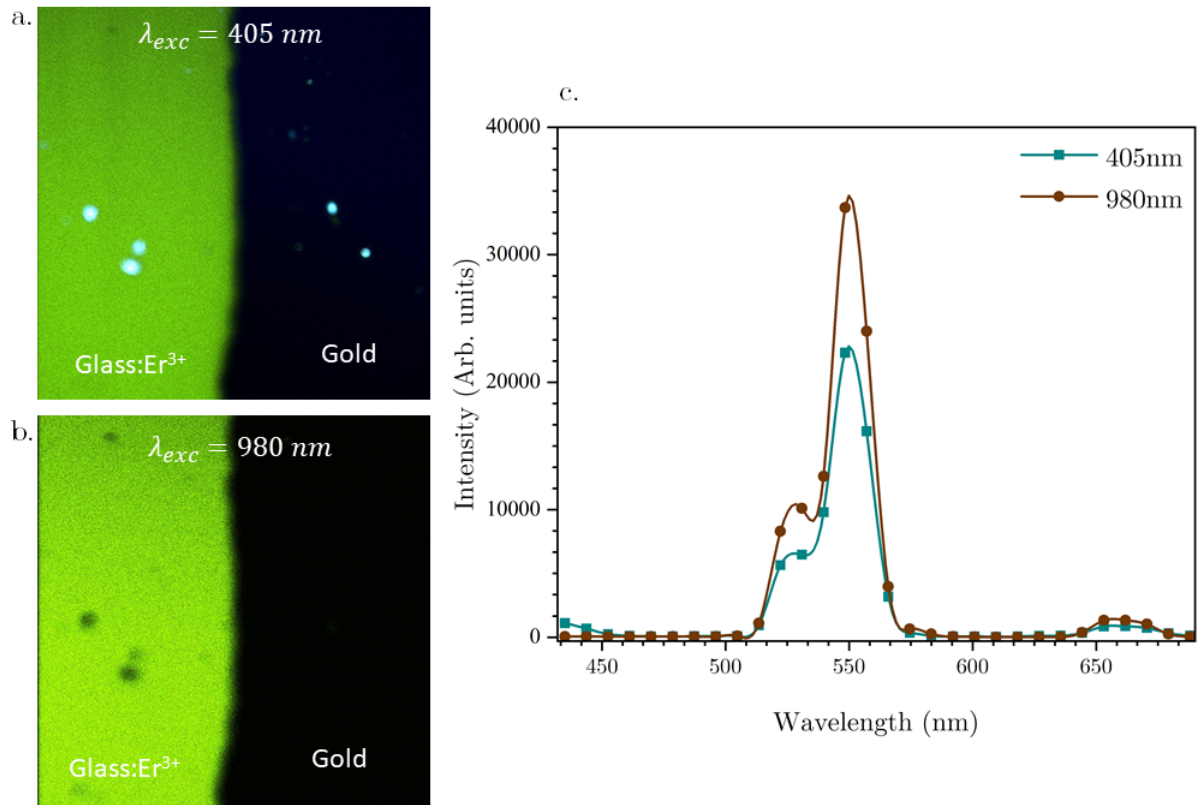 a.
λexc = 405 nm
Glass:Er³⁺
Gold
b.
λexc = 980 nm
Glass:Er³⁺
Gold
c.
40000
30000
20000
10000
0
Intensity (Arb. units)
405nm
980nm
450 500 550 600 650
Wavelength (nm)